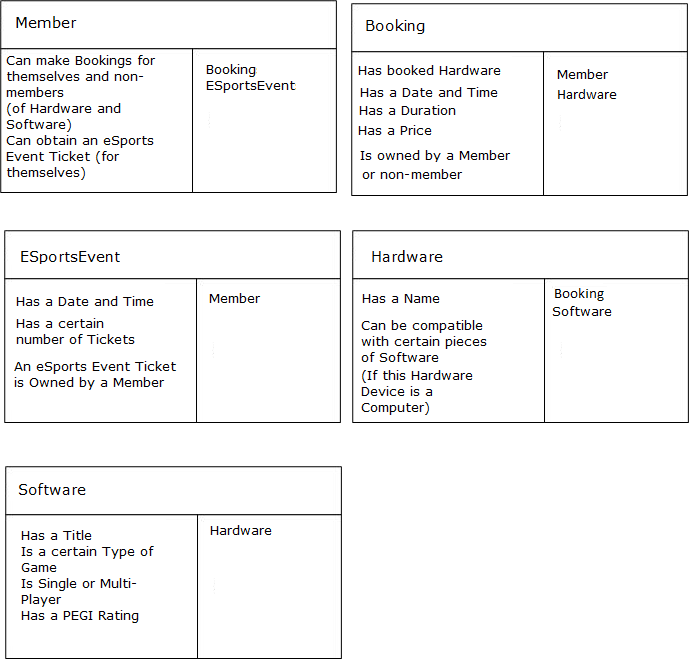 Member
Can make Bookings for
themselves and non-
members
(of Hardware and
Software)
Can obtain an eSports
Event Ticket (for
themselves)
Booking
ESportsEvent
Booking
Has booked Hardware
Has a Date and Time
Has a Duration
Has a Price
Is owned by a Member
or non-member
Member
Hardware
ESportsEvent
Has a Date and Time
Has a certain
number of Tickets
An eSports Event Ticket
is Owned by a Member
Member
Hardware
Has a Name
Can be compatible
with certain pieces
of Software
(If this Hardware
Device is a
Computer)
Booking
Software
Software
Has a Title
Is a certain Type of
Game
Is Single or Multi-
Player
Has a PEGI Rating
Hardware